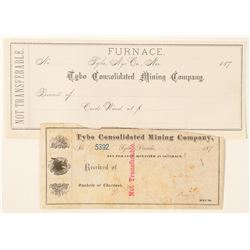 FURNACE.
NOT TRANSFERABLE.
No. Tybo, Nye Co., Nev. 187
Tybo Consolidated Mining Company,
Received of
Cords Wood at $
Tybo Consolidated Mining Company,
No. 5392 Tybo, Nevada, 187
Received of
Not Transferable.
Bushels of Charcoal.